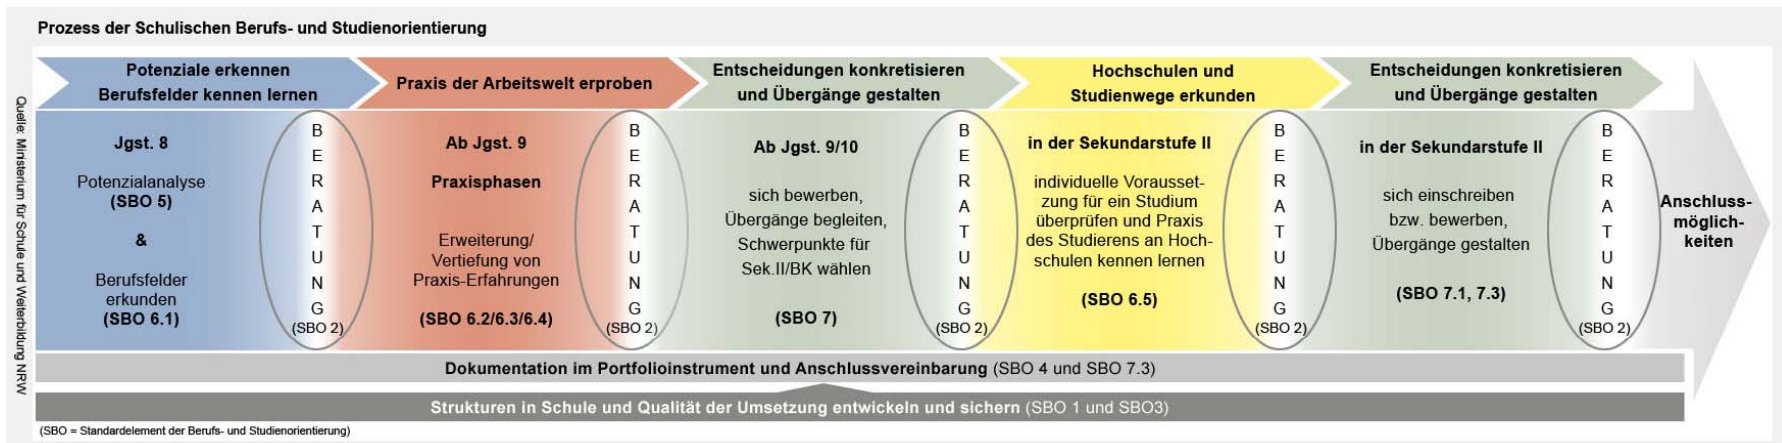 Prozess der Schulischen Berufs- und Studienorientierung
Quelle: Ministerium für Schule und Weiterbildung NRW
Potenziale erkennen
Berufsfelder kennen lernen
Jgst. 8
Potenzialanalyse
(SBO 5)
&
Berufsfelder
erkunden
(SBO 6.1)
BERATUNG
(SBO 2)
Praxis der Arbeitswelt erproben
Ab Jgst. 9
Praxisphasen
Erweiterung/
Vertiefung von
Praxis-Erfahrungen
(SBO 6.2/6.3/6.4)
BERATUNG
(SBO 2)
Entscheidungen konkretisieren
und Übergänge gestalten
Ab Jgst. 9/10
sich bewerben,
Übergänge begleiten,
Schwerpunkte für
Sek.II/BK wählen
(SBO 7)
BERATUNG
(SBO 2)
Hochschulen und
Studienwege erkunden
in der Sekundarstufe II
individuelle Vorausset-
zung für ein Studium
überprüfen und Praxis
des Studierens an Hoch-
schulen kennen lernen
(SBO 6.5)
BERATUNG
(SBO 2)
Entscheidungen konkretisieren
und Übergänge gestalten
in der Sekundarstufe II
sich einschreiben
bzw. bewerben,
Übergänge gestalten
(SBO 7.1, 7.3)
BERATUNG
(SBO 2)
Anschluss-
möglich-
keiten
Dokumentation im Portfolioinstrument und Anschlussvereinbarung (SBO 4 und SBO 7.3)
Strukturen in Schule und Qualität der Umsetzung entwickeln und sichern (SBO 1 und SBO3)
(SBO = Standardelement der Berufs- und Studienorientierung)